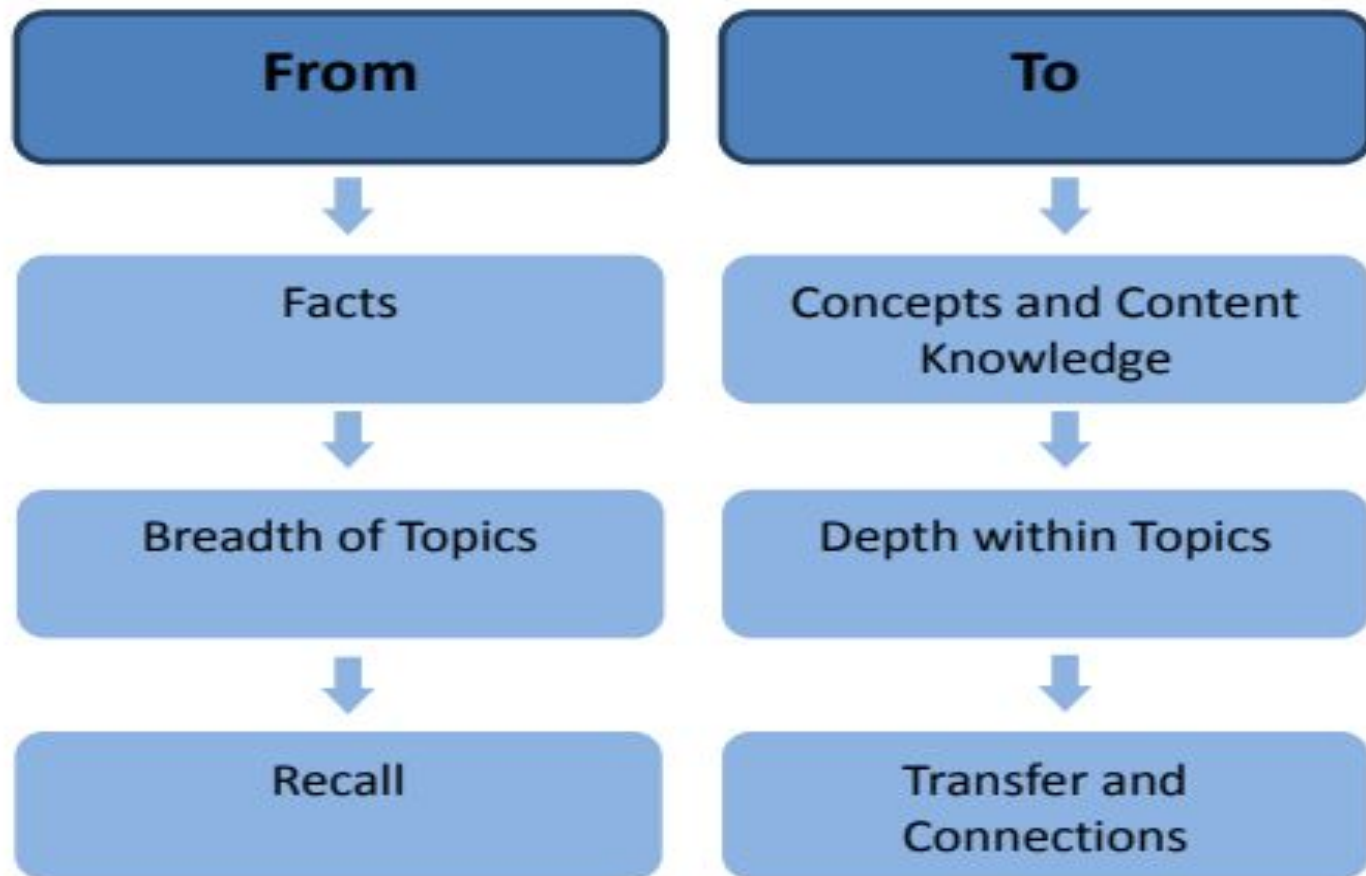 From
To
Facts
Concepts and Content
Knowledge
Breadth of Topics
Depth within Topics
Recall
Transfer and
Connections